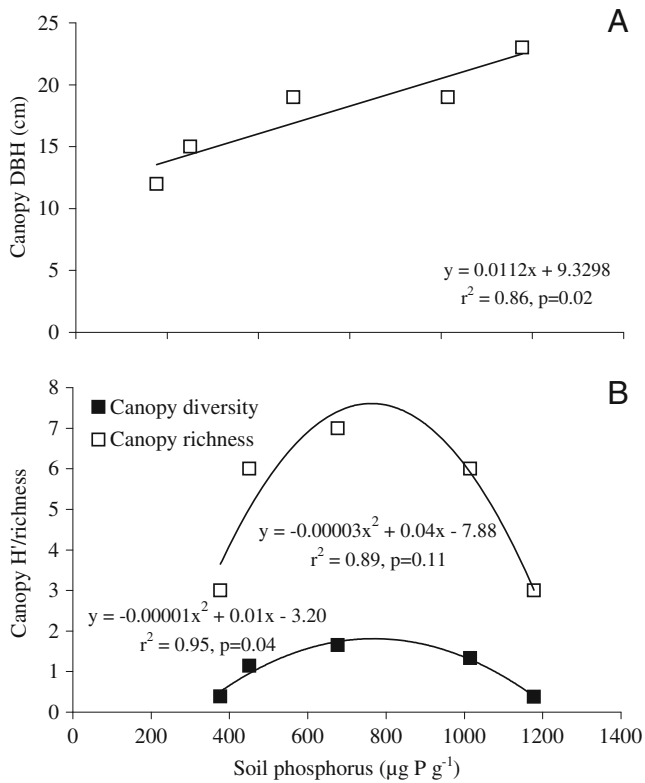 A
25
20
15
10
5
0
Canopy DBH (cm)
y = 0.0112x + 9.3298
r² = 0.86, p=0.02
B
8
7
6
5
4
3
2
1
0
Canopy H'/richness
Canopy diversity
Canopy richness
y = -0.00003x² + 0.04x - 7.88
r² = 0.89, p=0.11
y = -0.00001x² + 0.01x - 3.20
r² = 0.95, p=0.04
0 200 400 600 800 1000 1200 1400
Soil phosphorus (µg P g⁻¹)